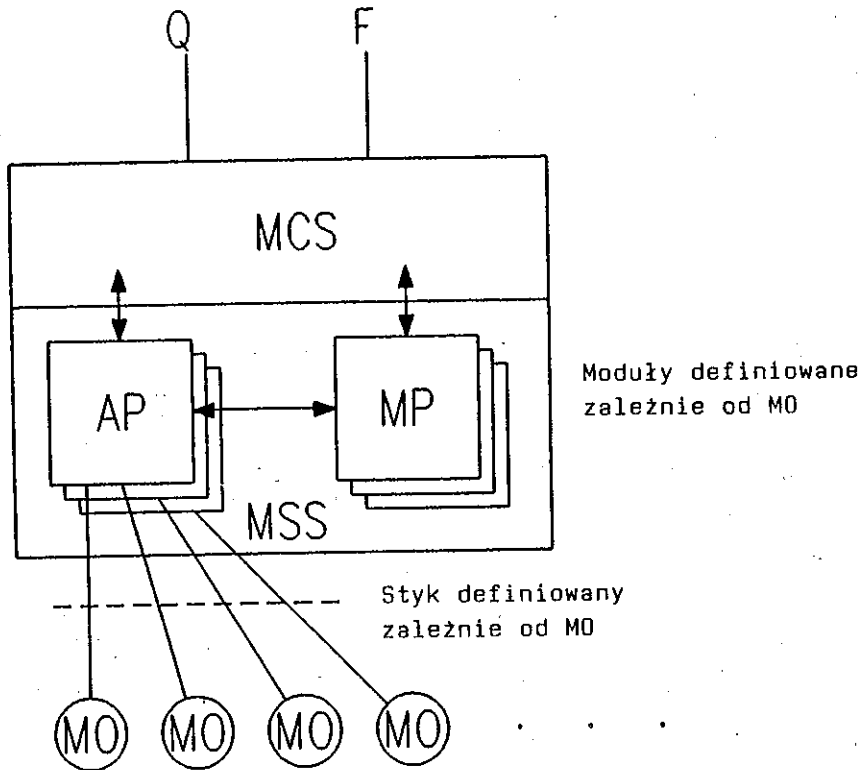 Q F
MCS
AP MP
Moduły definiowane
zależnie od MO
MSS
Styk definiowany
zależnie od MO
MO MO MO MO . . .